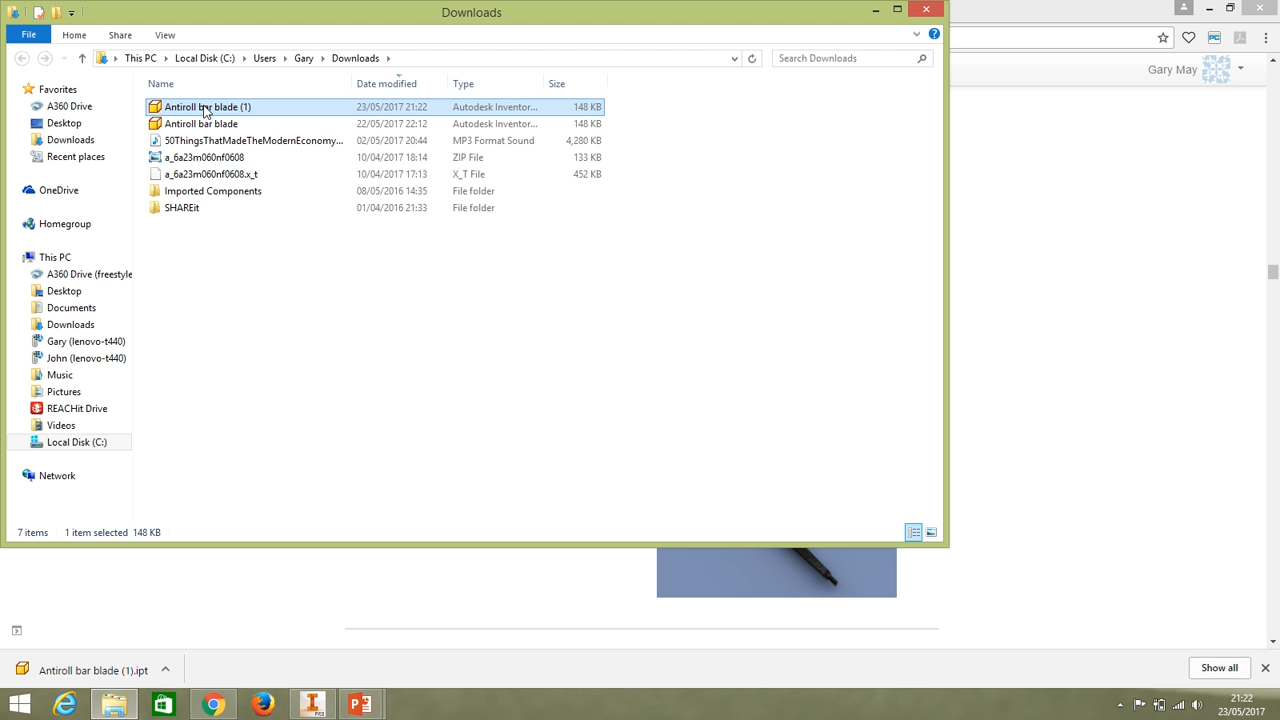 Downloads
File Home Share View
This PC Local Disk (C:) Users Gary Downloads
Search Downloads
Gary May
Name Date modified Type Size
Antiroll bar blade (1) 23/05/2017 21:22 Autodesk Inventor... 148 KB
Antiroll bar blade 22/05/2017 22:12 Autodesk Inventor... 148 KB
50ThingsThatMadeTheModernEconomy... 02/05/2017 20:44 MP3 Format Sound 4,280 KB
a_6a23m060nf0608 10/04/2017 18:14 ZIP File 133 KB
a_6a23m060nf0608.x_t 10/04/2017 17:13 X_T File 452 KB
Imported Components 08/05/2016 14:35 File folder
SHAREit 01/04/2016 21:33 File folder
Favorites
A360 Drive
Desktop
Downloads
Recent places
OneDrive
Homegroup
This PC
A360 Drive (freestyle
Desktop
Documents
Downloads
Gary (lenovo-t440)
John (lenovo-t440)
Music
Pictures
REACHit Drive
Videos
Local Disk (C:)
Network
7 items 1 item selected 148 KB
Antiroll bar blade (1).ipt
Show all
21:22
23/05/2017